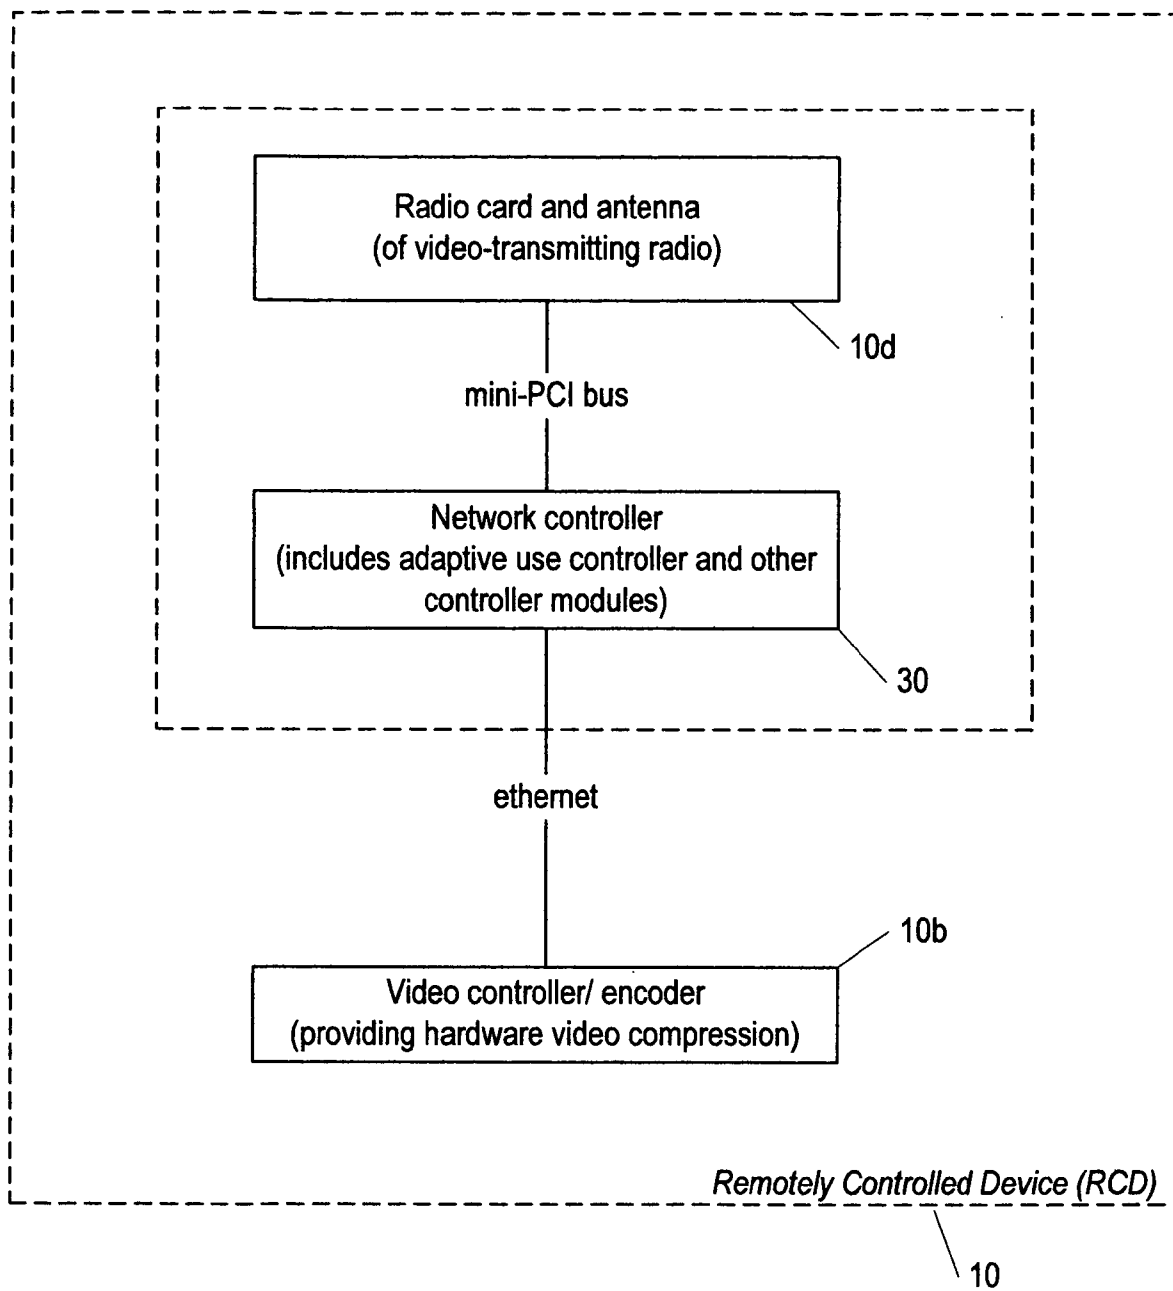 Radio card and antenna
(of video-transmitting radio)
10d
mini-PCI bus
Network controller
(includes adaptive use controller and other
controller modules)
30
ethernet
10b
Video controller/ encoder
(providing hardware video compression)
Remotely Controlled Device (RCD)
10